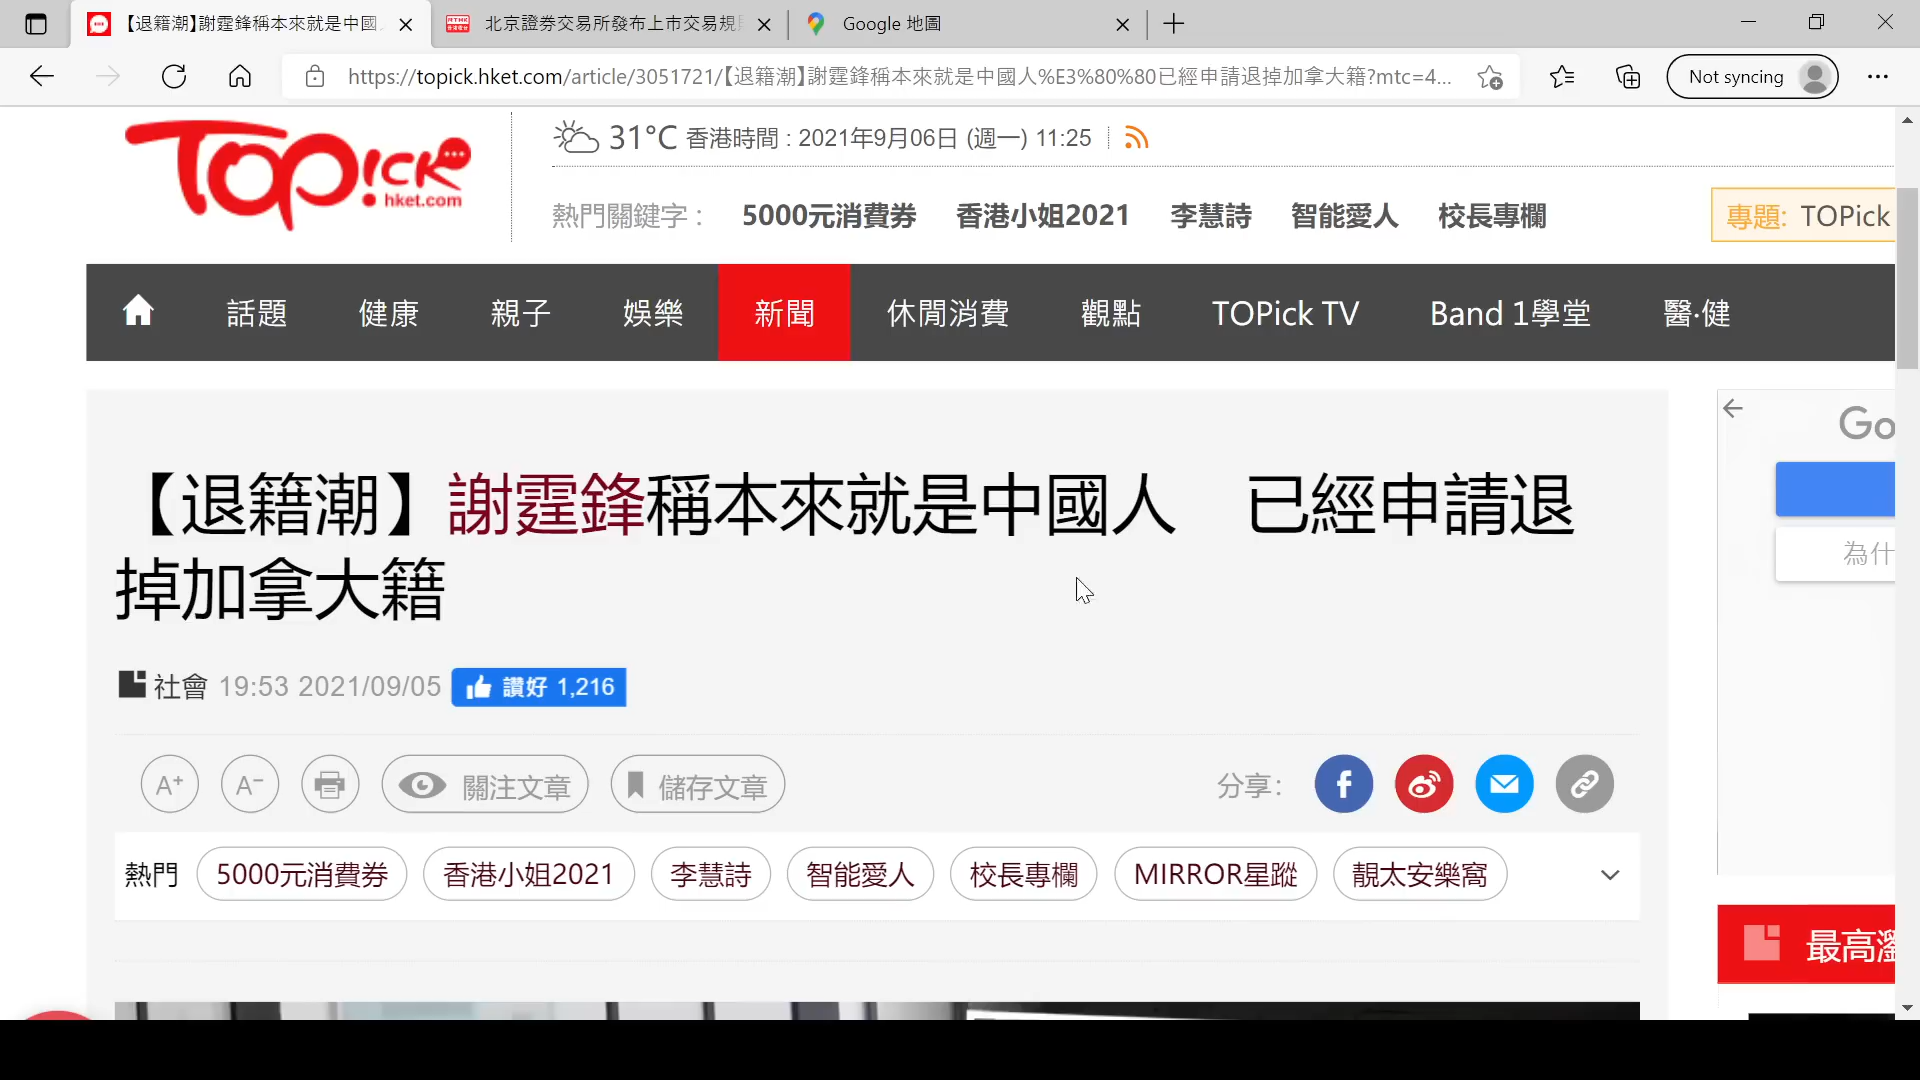 【退籍潮】謝霆鋒稱本來就是中國
北京證券交易所發布上市交易規
Google 地圖
https://topick.hket.com/article/3051721/【退籍潮】謝霆鋒稱本來就是中國人%E3%80%80已經申請退掉加拿大籍?mtc=4...
Not syncing
TOPick
hket.com
31°C 香港時間 : 2021年9月06日 (週一) 11:25
熱門關鍵字 : 5000元消費券 香港小姐2021 李慧詩 智能愛人 校長專欄
專題: TOPick
話題 健康 親子 娛樂 新聞 休閒消費 觀點 TOPick TV Band 1學堂 醫·健
【退籍潮】謝霆鋒稱本來就是中國人 已經申請退
掉加拿大籍
Go
為什
社會 19:53 2021/09/05 讚好 1,216
A+ A- 關注文章 儲存文章 分享:
熱門 5000元消費券 香港小姐2021 李慧詩 智能愛人 校長專欄 MIRROR星蹤 靚太安樂窩
最高瀏